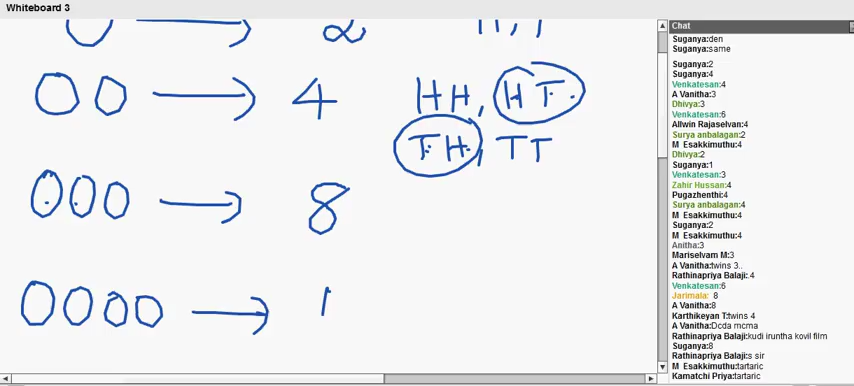 Whiteboard 3
2
OO → 4 HH, HT.
TH, TT
OOO → 8
OOOO → 1
Chat
Suganya:den
Suganya:same
Suganya:2
Suganya:4
Venkatesan:4
A Vanitha:3
Dhivya:3
Venkatesan:6
Allwin Rajaselvan:4
Surya anbalagan:2
M Esakkimuthu:4
Dhivya:2
Suganya:1
Venkatesan:3
Zahir Hussan:4
Pugazhenthi:4
Surya anbalagan:4
M Esakkimuthu:4
Suganya:2
Anitha:3
Mariselvam M:3
A Vanitha:twins 3..
Rathinapriya Balaji:.4
Venkatesan:6
Jarimala: 8
A Vanitha:8
Karthikeyan T:twins 4
A Vanitha:Dcda mcma
Rathinapriya Balaji:kudi iruntha kovil film
Suganya:8
Rathinapriya Balaji:s sir
M Esakkimuthu:tartaric
Kamatchi Priya:tartaric